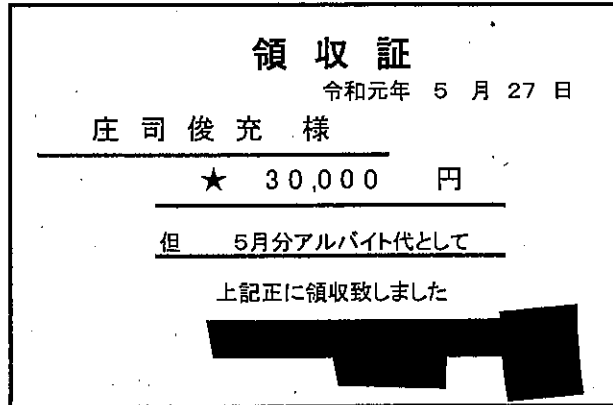 領収証
令和元年 5 月 27 日
庄司俊充 様
★ 30,000 円
但 5月分アルバイト代として
上記正に領収致しました